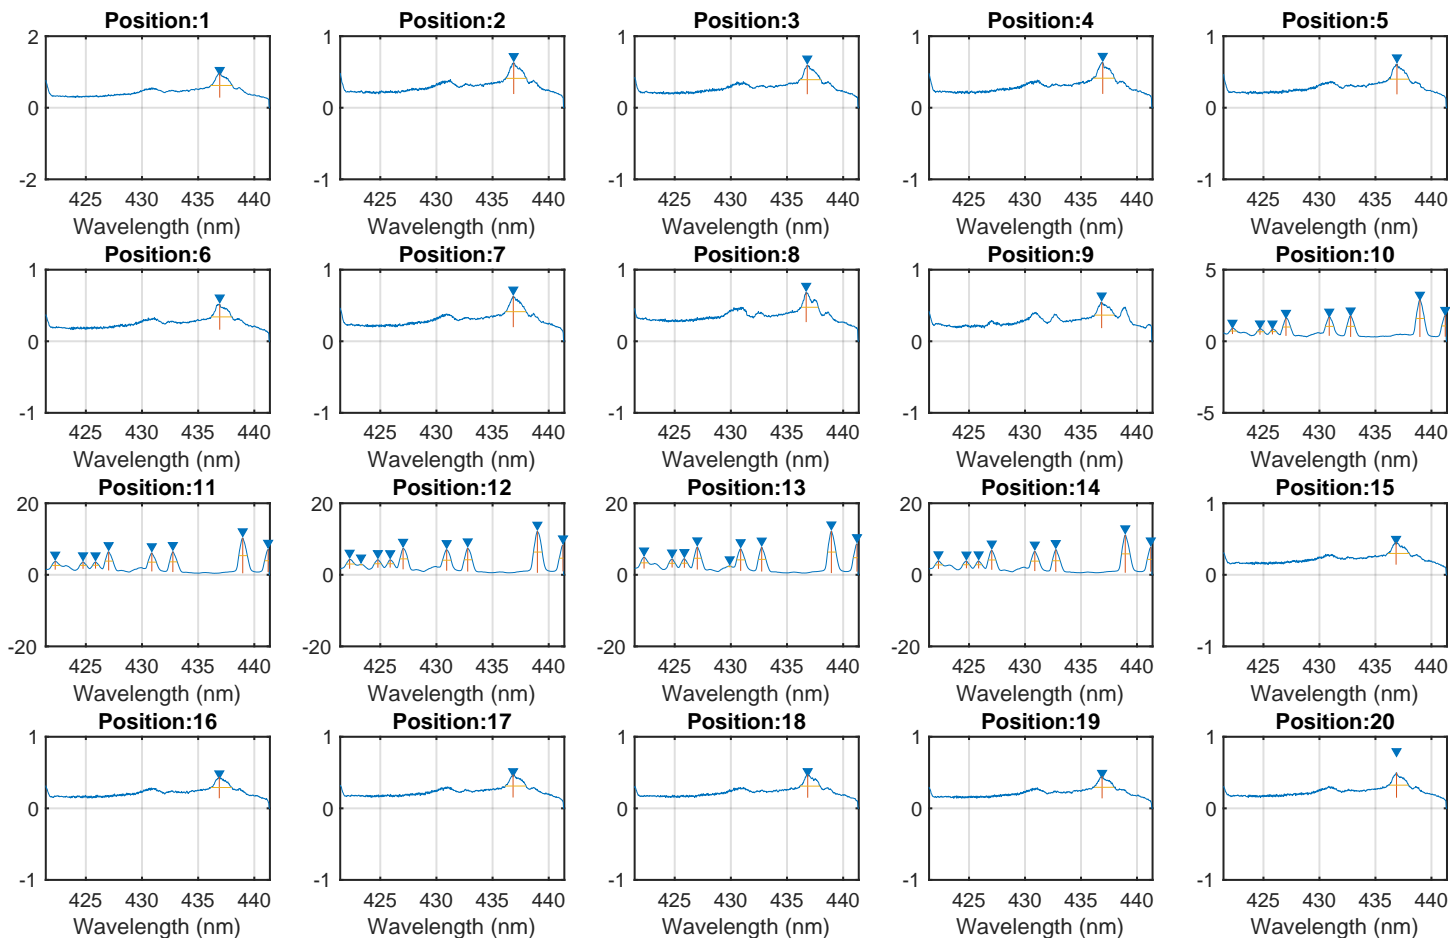 Position:1 Position:2 Position:3 Position:4 Position:5
2 1 1 1 1
0 0 0 0 0
-2 -1 -1 -1 -1
425 430 435 440 425 430 435 440 425 430 435 440 425 430 435 440 425 430 435 440
Wavelength (nm) Wavelength (nm) Wavelength (nm) Wavelength (nm) Wavelength (nm)
Position:6 Position:7 Position:8 Position:9 Position:10
1 1 1 1 5
0 0 0 0 0
-1 -1 -1 -1 -5
425 430 435 440 425 430 435 440 425 430 435 440 425 430 435 440 425 430 435 440
Wavelength (nm) Wavelength (nm) Wavelength (nm) Wavelength (nm) Wavelength (nm)
Position:11 Position:12 Position:13 Position:14 Position:15
20 20 20 20 1
0 0 0 0 0
-20 -20 -20 -20 -1
425 430 435 440 425 430 435 440 425 430 435 440 425 430 435 440 425 430 435 440
Wavelength (nm) Wavelength (nm) Wavelength (nm) Wavelength (nm) Wavelength (nm)
Position:16 Position:17 Position:18 Position:19 Position:20
1 1 1 1 1
0 0 0 0 0
-1 -1 -1 -1 -1
425 430 435 440 425 430 435 440 425 430 435 440 425 430 435 440 425 430 435 440
Wavelength (nm) Wavelength (nm) Wavelength (nm) Wavelength (nm) Wavelength (nm)